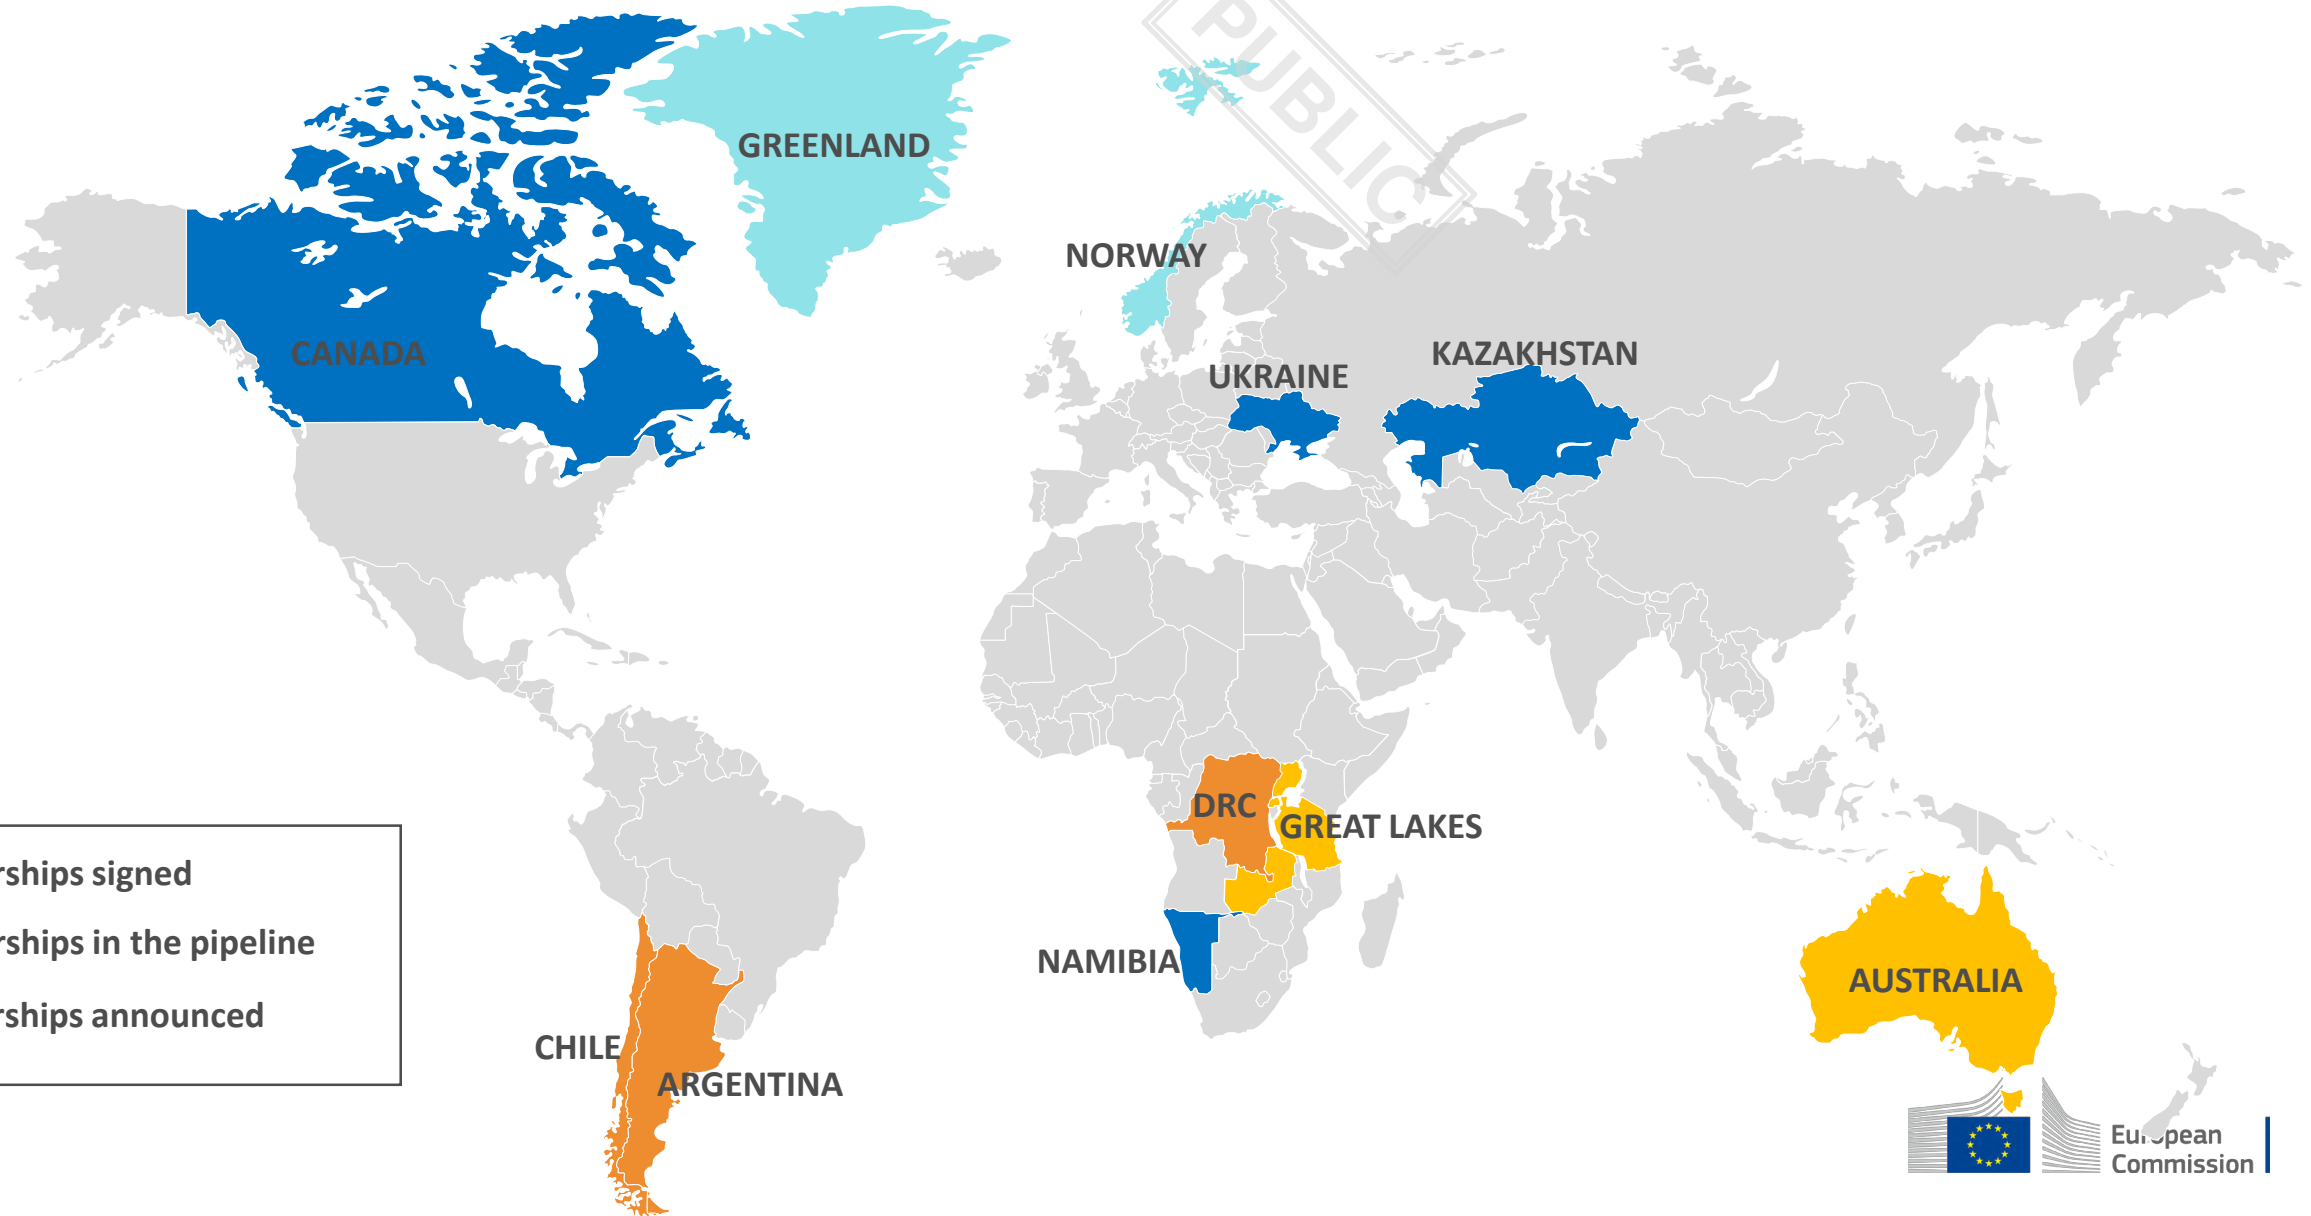 PUBLIC
GREENLAND
NORWAY
CANADA
UKRAINE
KAZAKHSTAN
DRC
GREAT LAKES
NAMIBIA
AUSTRALIA
CHILE
ARGENTINA
rships signed
rships in the pipeline
rships announced
European
Commission